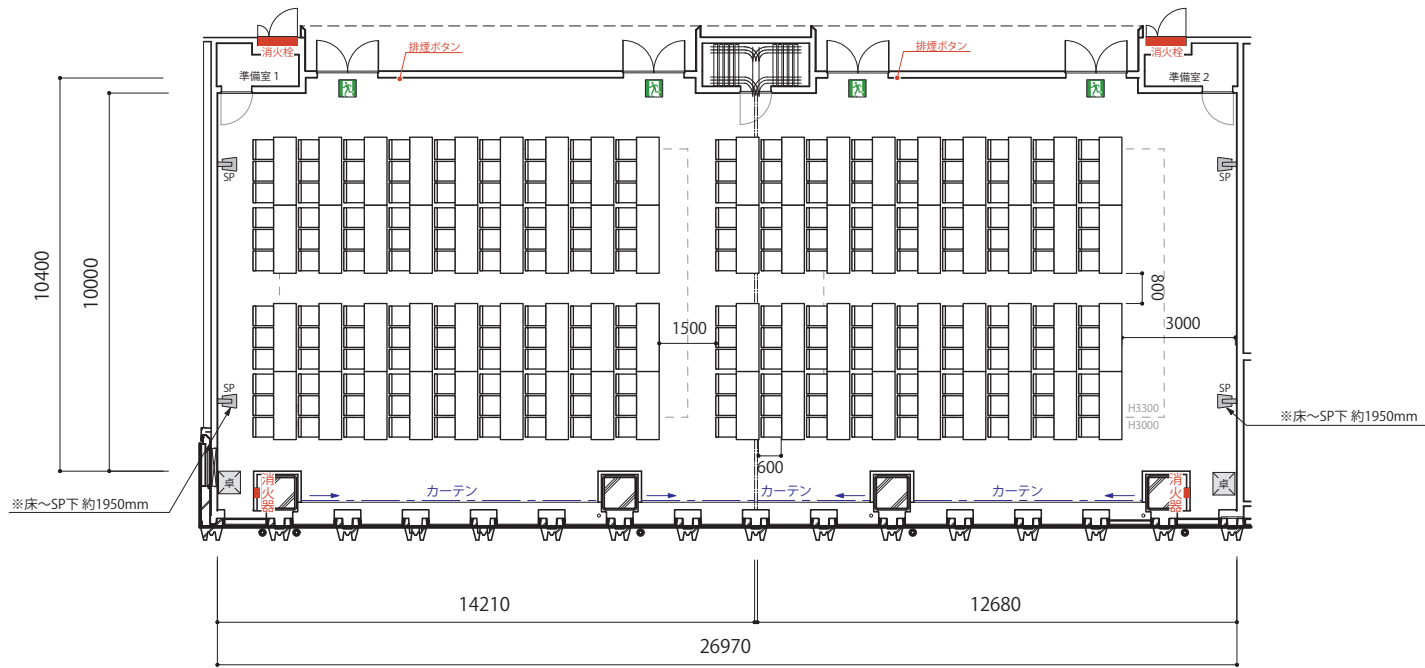 消火栓
消火栓
排煙ボタン
排煙ボタン
準備室1
準備室2
SP
SP
10400
10000
800
1500
3000
SP
SP
H3300
H3000
※床～SP下 約1950mm
600
卓
消火器
カーテン
カーテン
カーテン
消火器
卓
※床～SP下 約1950mm
14210
12680
26970